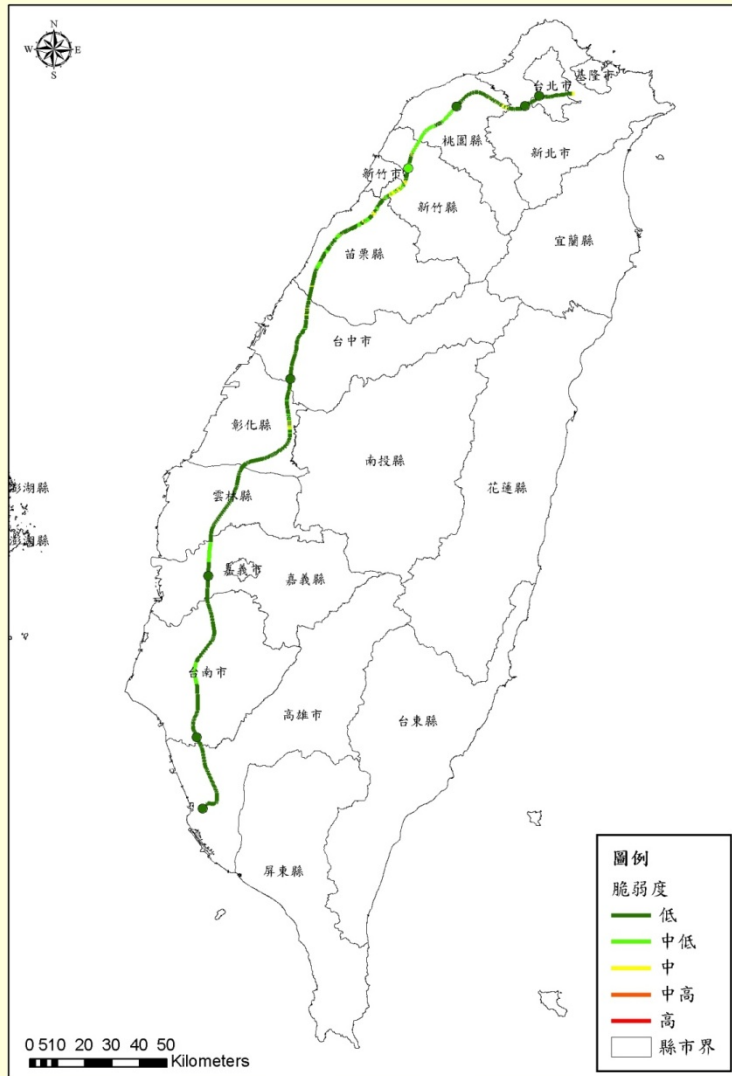 N
W E
S
基隆市
台北市
桃園縣
新北市
新竹市
新竹縣
宜蘭縣
苗栗縣
台中市
彰化縣
南投縣
花蓮縣
澎湖縣
雲林縣
澎湖縣
嘉義市
嘉義縣
台南市
高雄市
台東縣
屏東縣
圖例
脆弱度
低
中低
中
中高
高
縣市界
0 5 10 20 30 40 50
Kilometers